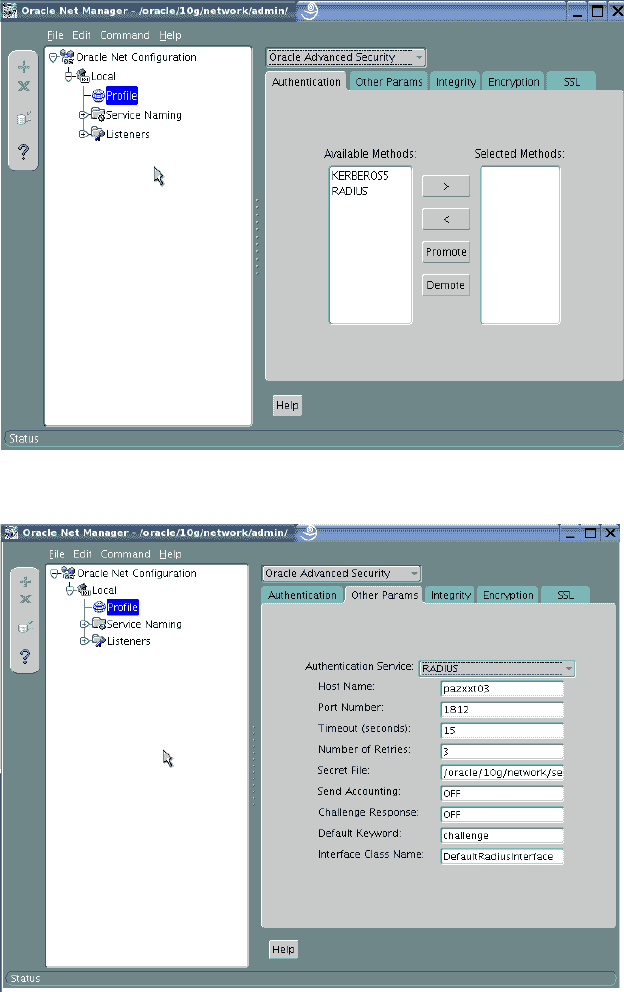 Oracle Net Manager - /oracle/10g/network/admin/
File Edit Command Help
Oracle Net Configuration
Local
Profile
Service Naming
Listeners
Oracle Advanced Security
Authentication Other Params Integrity Encryption SSL
Available Methods: Selected Methods:
KERBEROS5
RADIUS
>
<
Promote
Demote
Help
Status
Oracle Net Manager - /oracle/10g/network/admin/
File Edit Command Help
Oracle Net Configuration
Local
Profile
Service Naming
Listeners
Oracle Advanced Security
Authentication Other Params Integrity Encryption SSL
Authentication Service: RADIUS
Host Name: pazxxt03
Port Number: 1812
Timeout (seconds): 15
Number of Retries: 3
Secret File: /oracle/10g/network/se
Send Accounting: OFF
Challenge Response: OFF
Default Keyword: challenge
Interface Class Name: DefaultRadiusInterface
Help
Status